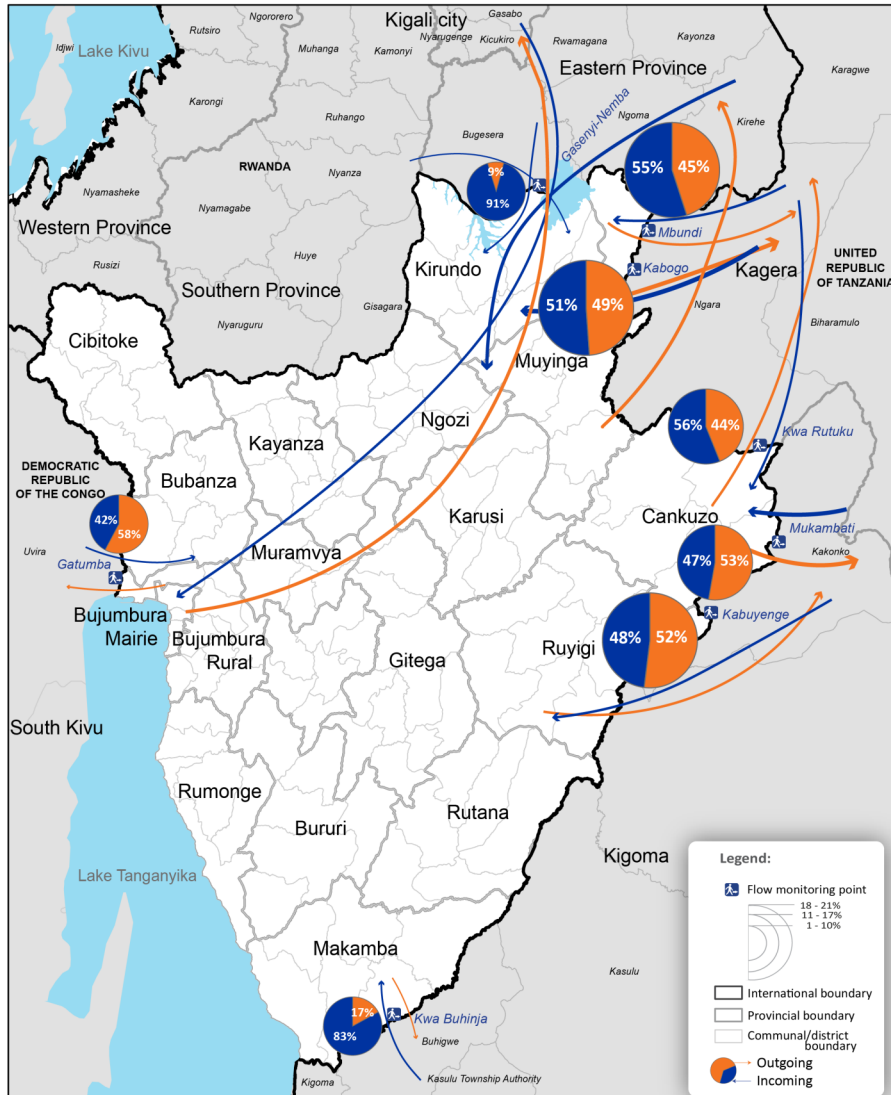 Kigali city
Gasabo
Ngororero
Rutsiro
Nyarugenge
Kicukiro
Rwamagana
Kayonza
Idjwi
Lake Kivu
Muhanga
Kamonyi
Eastern Province
Karagwe
Karongi
Ruhango
Bugesera
Gasenyi-Nemba
Ngoma
Kirehe
RWANDA
Nyanza
9%
91%
55%
45%
Nyamasheke
Nyamagabe
Western Province
Mbundi
Huye
Kirundo
Kabogo
Kagera
UNITED
REPUBLIC
OF TANZANIA
Rusizi
Southern Province
Gisagara
Nyaruguru
51%
49%
Ngara
Biharamulo
Cibitoke
Muyinga
Ngozi
56%
44%
Kwa Rutuku
Kayanza
DEMOCRATIC
REPUBLIC
OF THE CONGO
Bubanza
Karusi
Cankuzo
42%
58%
Mukambati
Uvira
Muramvya
Kakonko
Gatumba
47%
53%
Bujumbura
Mairie
Kabuyenge
Bujumbura
Rural
Gitega
Ruyigi
48%
52%
South Kivu
Rumonge
Rutana
Bururi
Kigoma
Lake Tanganyika
Makamba
Kasulu
17%
83%
Kwa Buhinja
Buhigwe
Kigoma
Kasulu Township Authority
Legend:
Flow monitoring point
18 - 21%
11 - 17%
1 - 10%
International boundary
Provincial boundary
Communal/district
boundary
Outgoing
Incoming